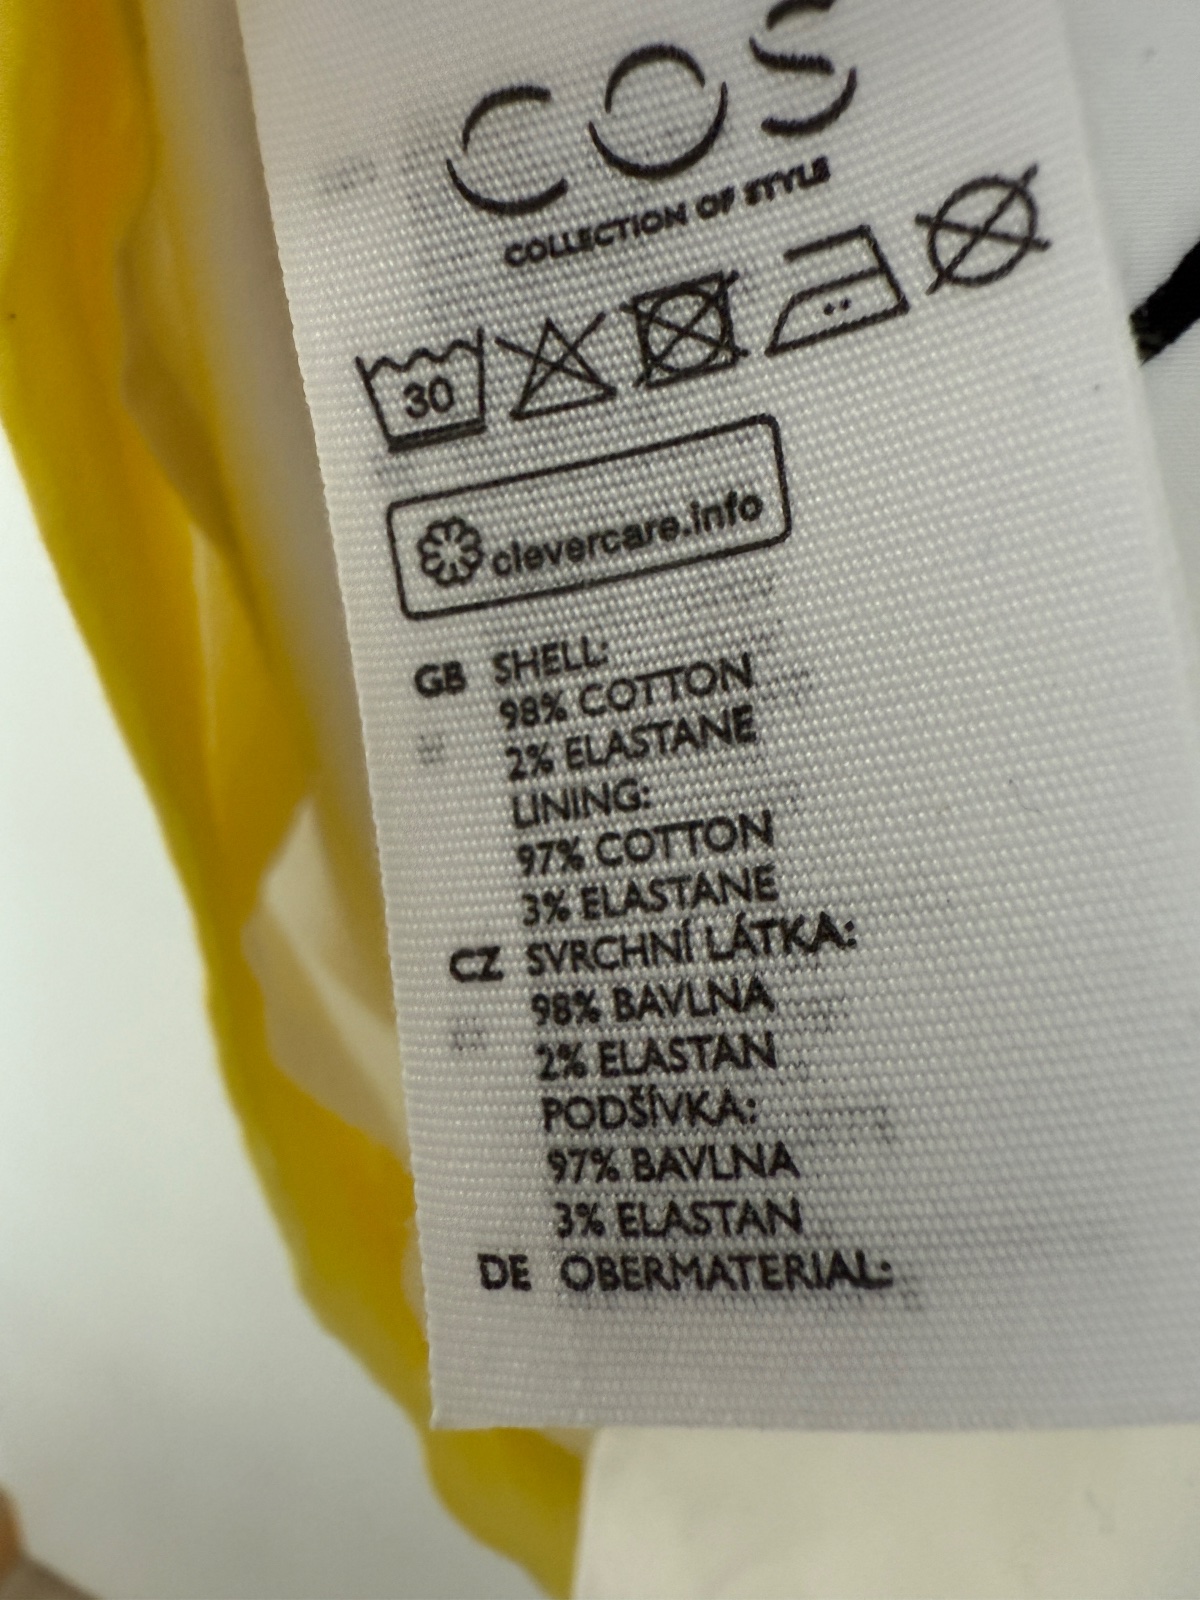 COS
COLLECTION OF STYLE
30
clevercare.info
GB SHELL:
98% COTTON
2% ELASTANE
LINING:
97% COTTON
3% ELASTANE
CZ SVRCHNÍ LÁTKA:
98% BAVLNA
2% ELASTAN
PODŠÍVKA:
97% BAVLNA
3% ELASTAN
DE OBERMATERIAL: